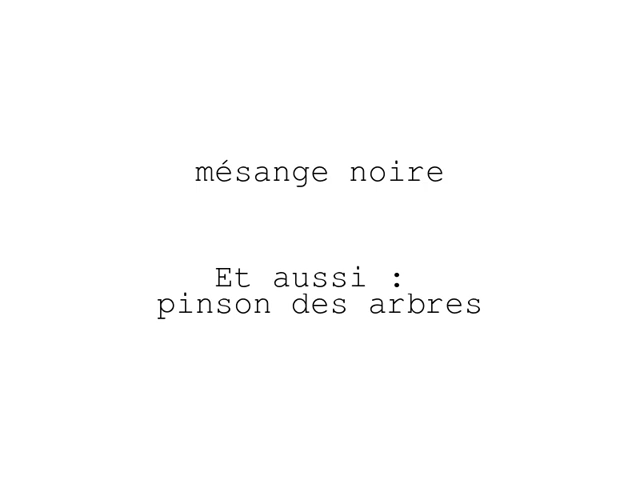 mésange noire
Et aussi :
pinson des arbres